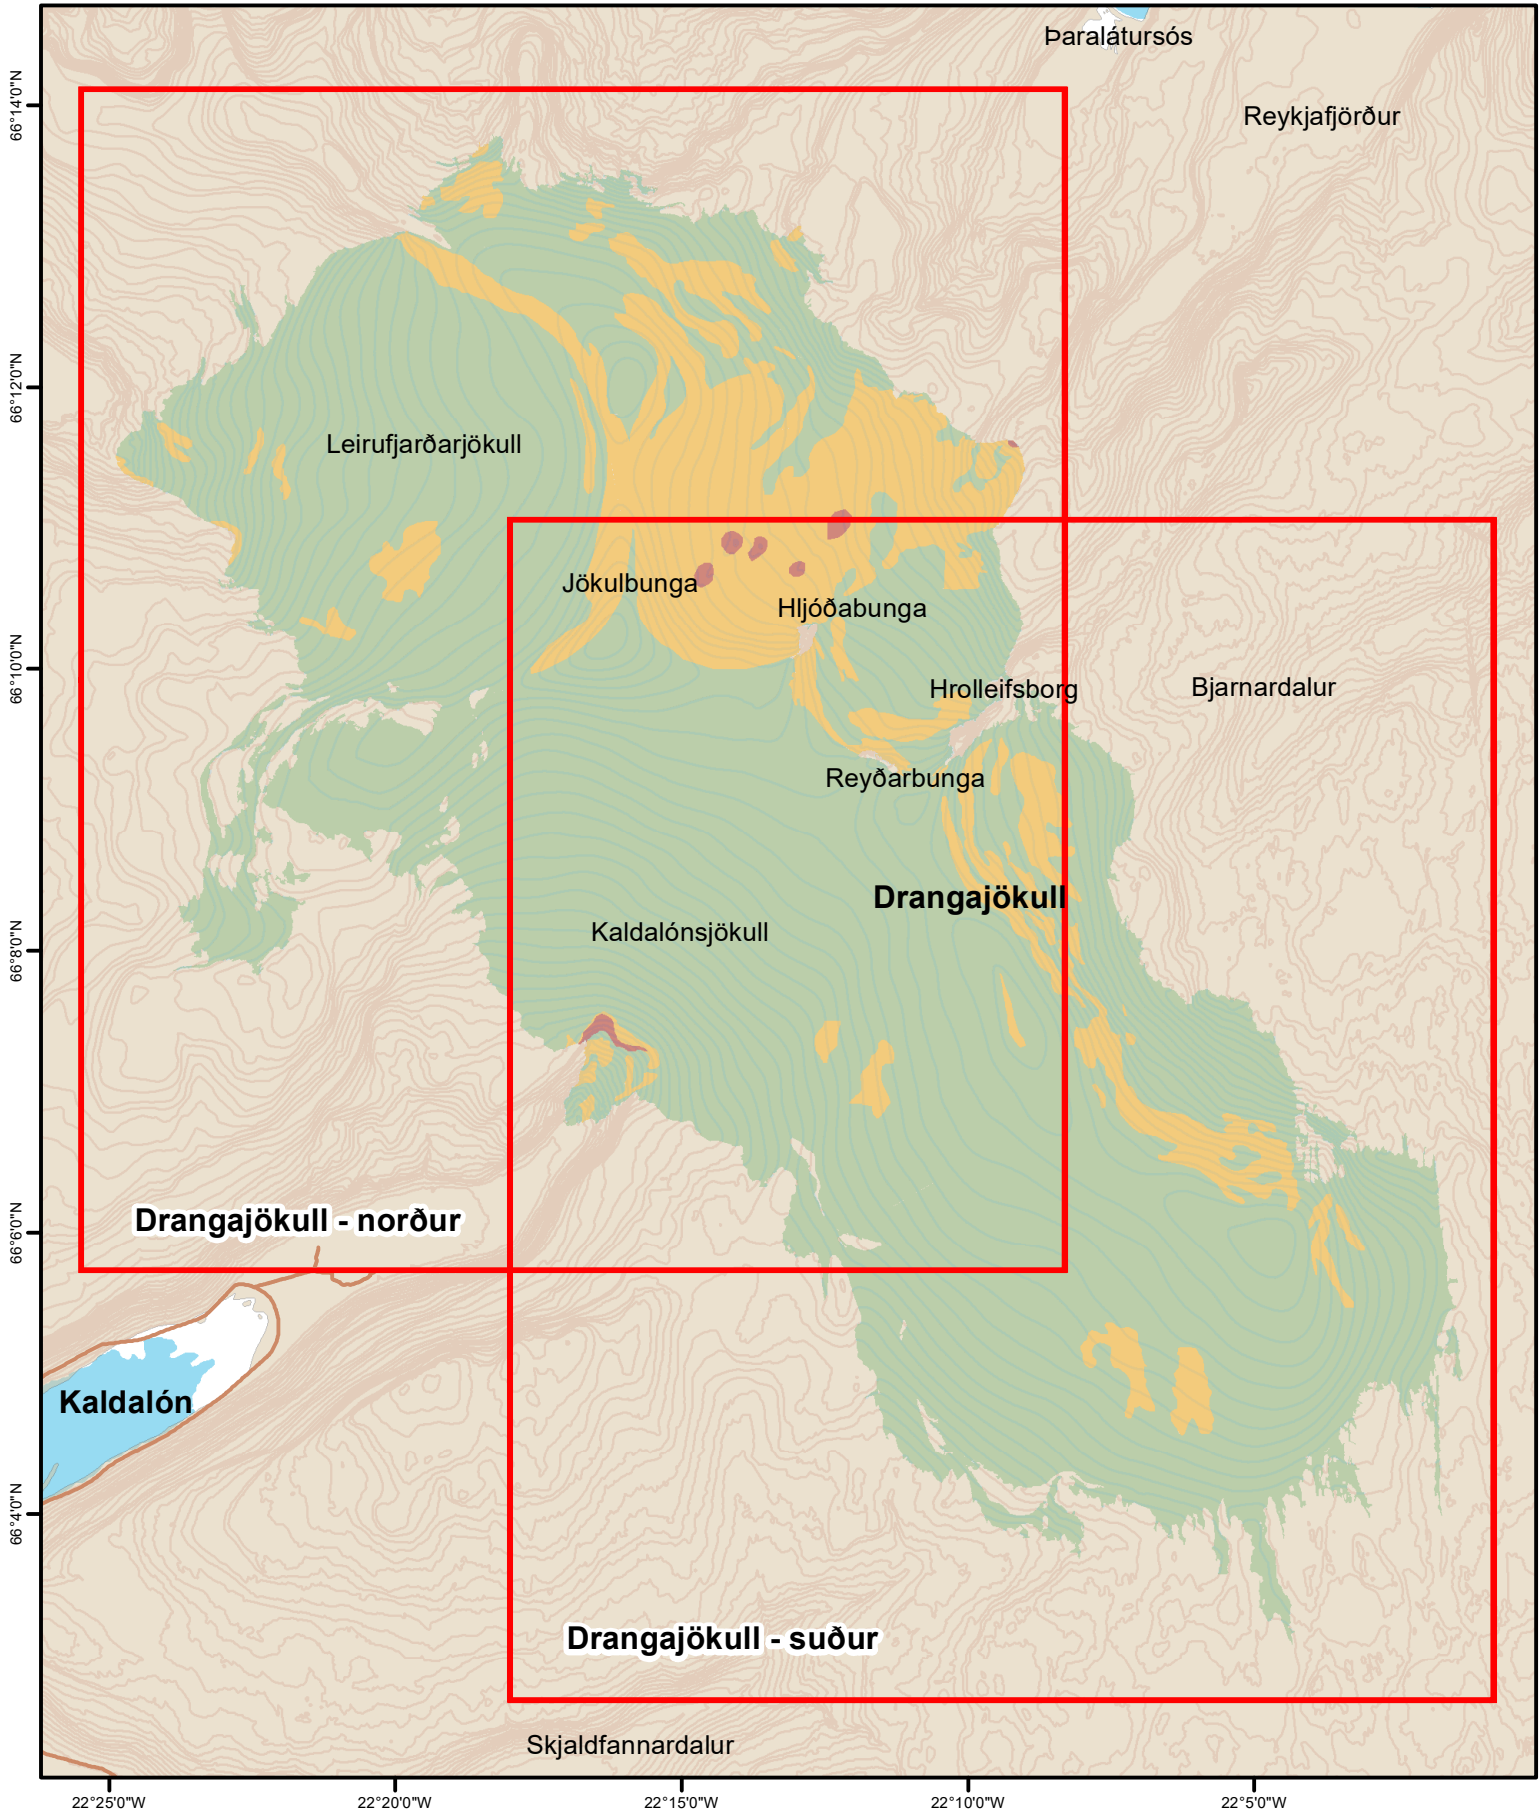 Þaralátursós
Reykjafjörður
66°14'0"N
66°12'0"N
Leirufjarðarjökull
Jökulbunga
Hljóðabunga
66°10'0"N
Hrolleifsborg
Bjarnardalur
Reyðarbunga
Drangajökull
Kaldalónsjökull
66°8'0"N
Drangajökull - norður
66°6'0"N
Kaldalón
66°4'0"N
Drangajökull - suður
Skjaldfannardalur
22°25'0"W
22°20'0"W
22°15'0"W
22°10'0"W
22°5'0"W